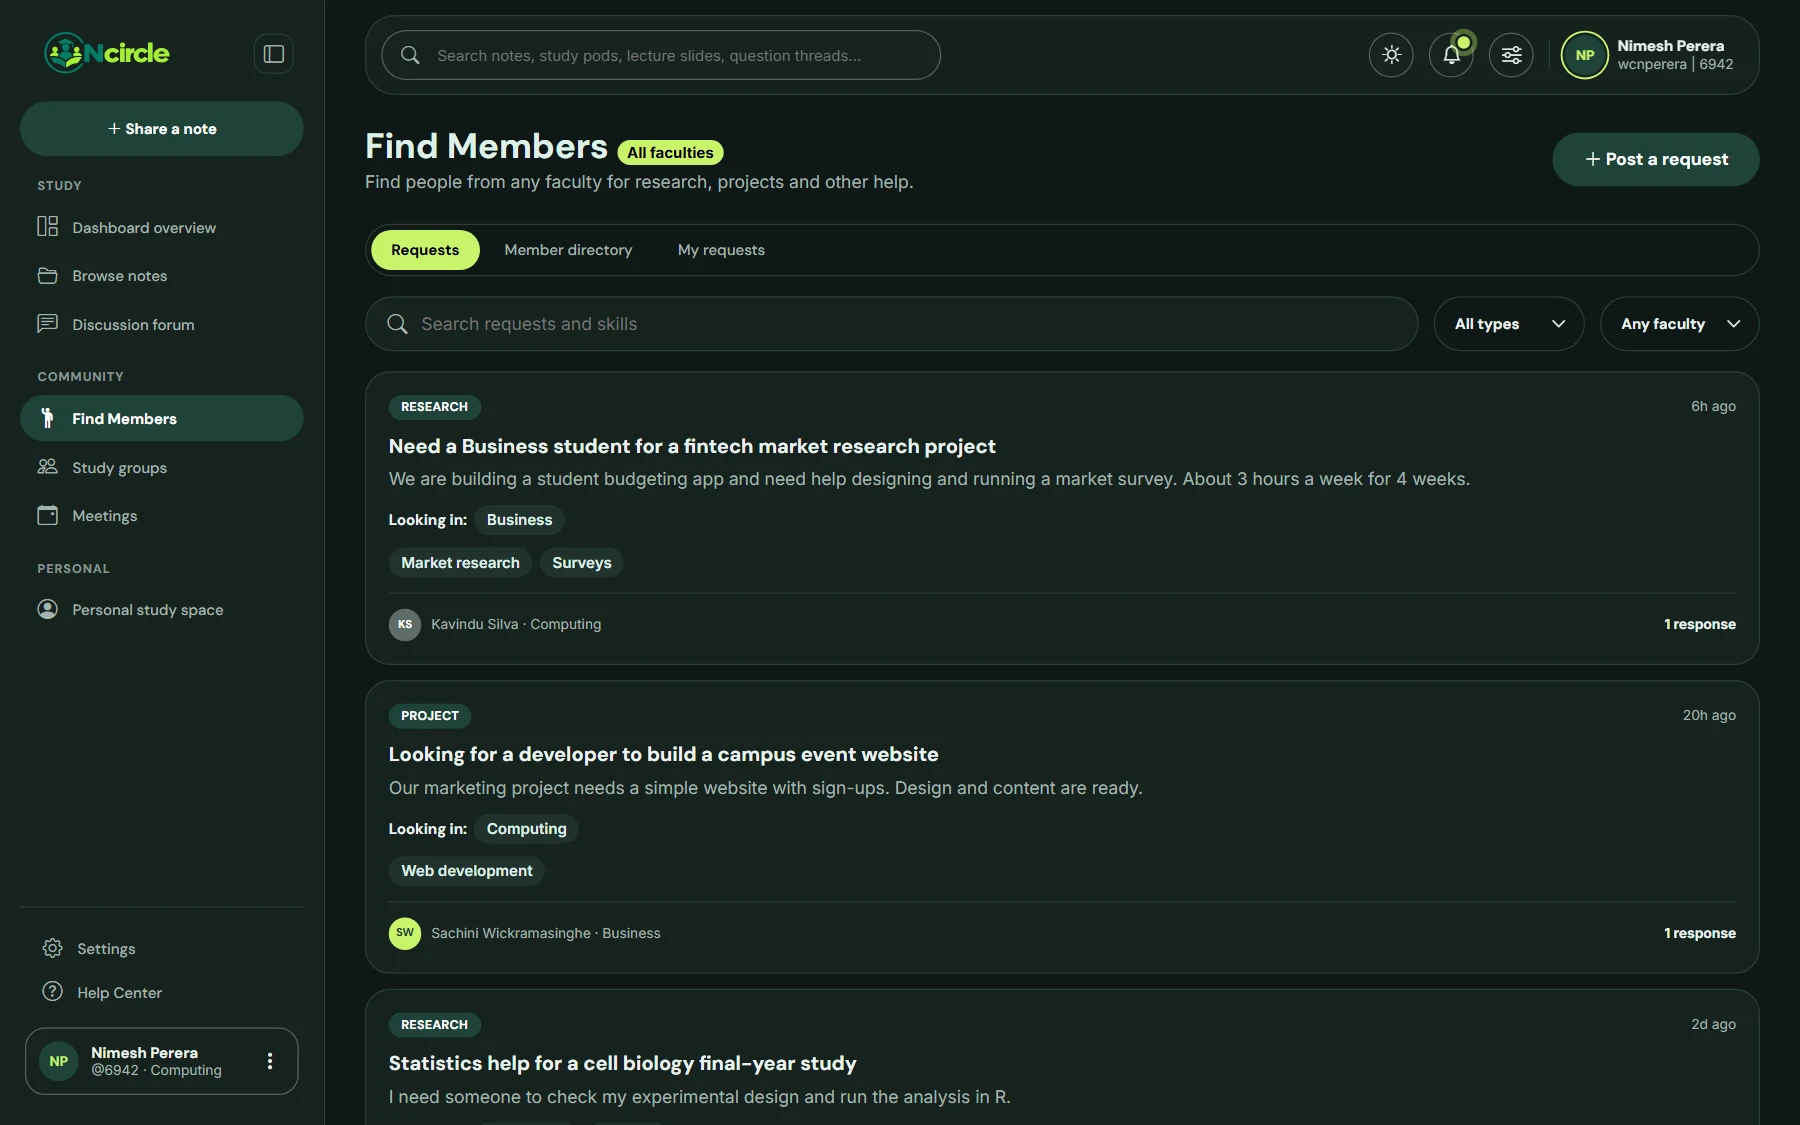 Ncircle
+ Share a note
STUDY
Dashboard overview
Browse notes
Discussion forum
COMMUNITY
Find Members
Study groups
Meetings
PERSONAL
Personal study space
Settings
Help Center
NP
Nimesh Perera
@6942 · Computing
Search notes, study pods, lecture slides, question threads...
NP
Nimesh Perera
wcnperera | 6942
Find Members All faculties
Find people from any faculty for research, projects and other help.
+ Post a request
Requests Member directory My requests
Search requests and skills
All types
Any faculty
RESEARCH 6h ago
Need a Business student for a fintech market research project
We are building a student budgeting app and need help designing and running a market survey. About 3 hours a week for 4 weeks.
Looking in: Business
Market research Surveys
KS Kavindu Silva · Computing 1 response
PROJECT 20h ago
Looking for a developer to build a campus event website
Our marketing project needs a simple website with sign-ups. Design and content are ready.
Looking in: Computing
Web development
SW Sachini Wickramasinghe · Business 1 response
RESEARCH 2d ago
Statistics help for a cell biology final-year study
I need someone to check my experimental design and run the analysis in R.